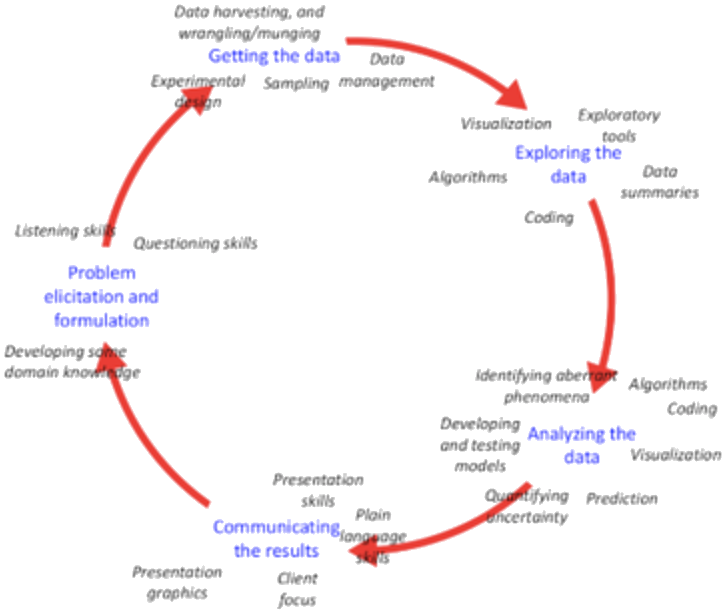 Data harvesting, and
wrangling/munging
Getting the data
Experimental
design
Sampling
Data
management
Visualization
Exploratory
tools
Exploring the
data
Algorithms
Data
summaries
Coding
Listening skills
Questioning skills
Problem
elicitation and
formulation
Developing some
domain knowledge
Identifying aberrant
phenomena
Algorithms
Coding
Developing
and testing
models
Analyzing the
data
Visualization
Quantifying
uncertainty
Prediction
Presentation
skills
Plain
language
skills
Communicating
the results
Presentation
graphics
Client
focus